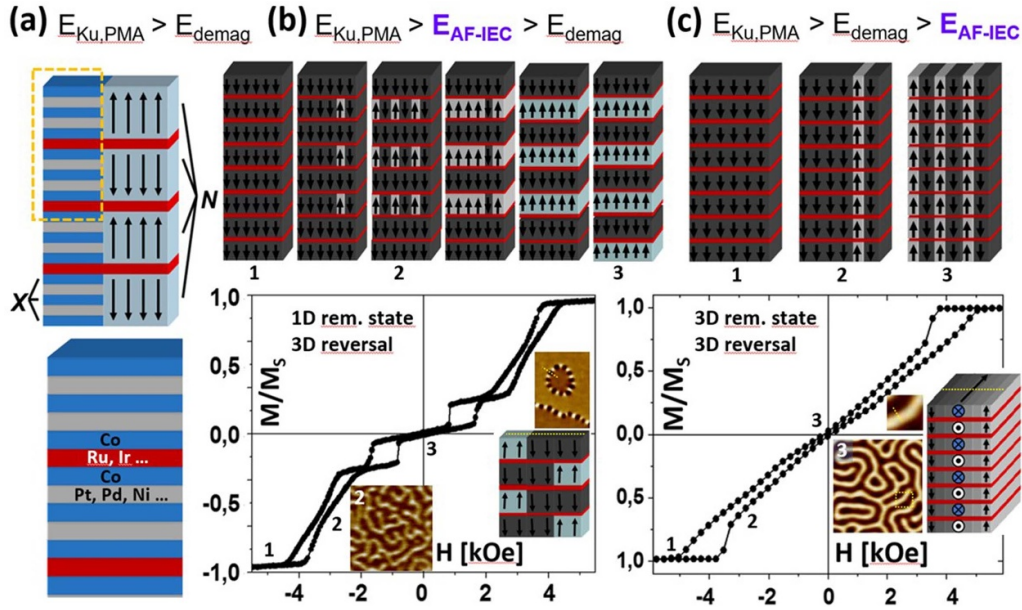 (a) E_Ku,PMA > E_demag
(b) E_Ku,PMA > E_AF-IEC > E_demag
(c) E_Ku,PMA > E_demag > E_AF-IEC
N
X
1
2
3
1
2
3
Co
Ru, Ir ...
Co
Pt, Pd, Ni ...
1,0
0,5
0,0
-0,5
-1,0
M/M_S
1D rem. state
3D reversal
3
2
2
1
-4
-2
0
2
4
H [kOe]
1,0
0,5
0,0
0,5
1,0
M/M_S
3D rem. state
3D reversal
3
3
2
1
-4
-2
0
2
4
H [kOe]